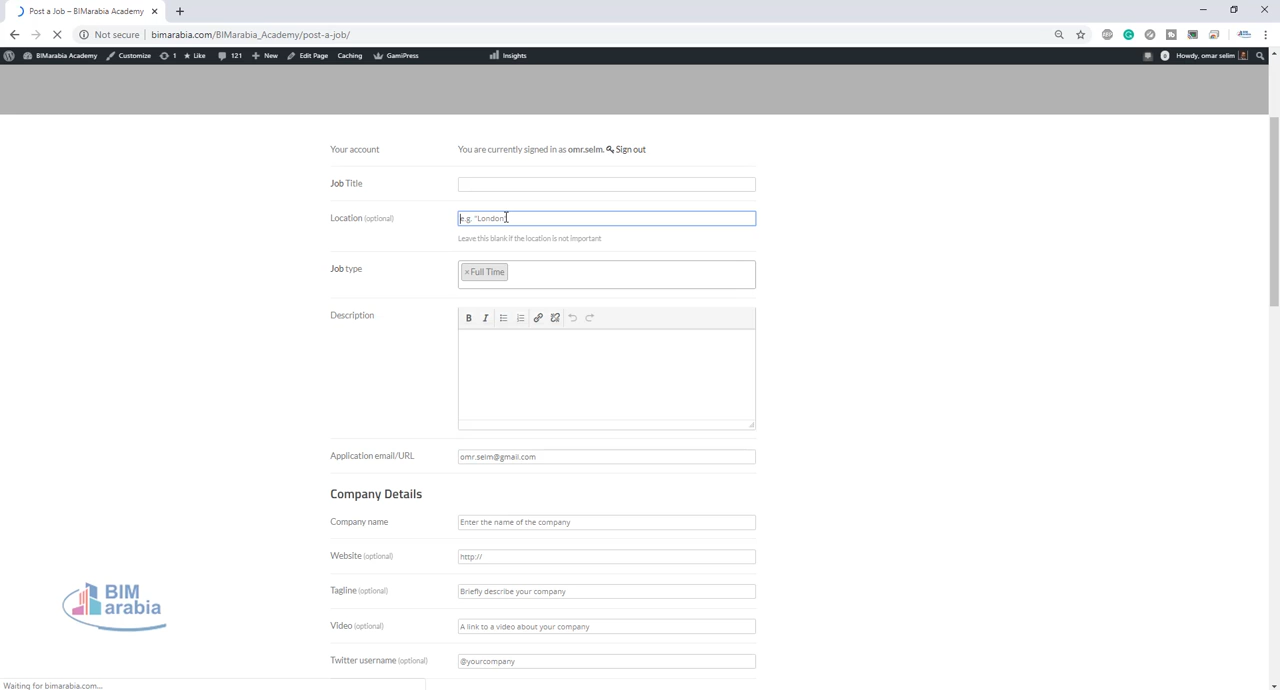 Post a Job – BIMarabia Academy
Not secure
bimarabia.com/BIMarabia_Academy/post-a-job/
BIMarabia Academy
Customize
1
Like
121
New
Edit Page
Caching
GamiPress
Insights
0
Howdy, omar selim
Your account
You are currently signed in as omr.selm. Sign out
Job Title
Location (optional)
e.g. "London
Leave this blank if the location is not important
Job type
×Full Time
Description
B I
Application email/URL
omr.selm@gmail.com
Company Details
Company name
Enter the name of the company
Website (optional)
http://
Tagline (optional)
Briefly describe your company
BIM
arabia
Video (optional)
A link to a video about your company
Twitter username (optional)
@yourcompany
Waiting for bimarabia.com...